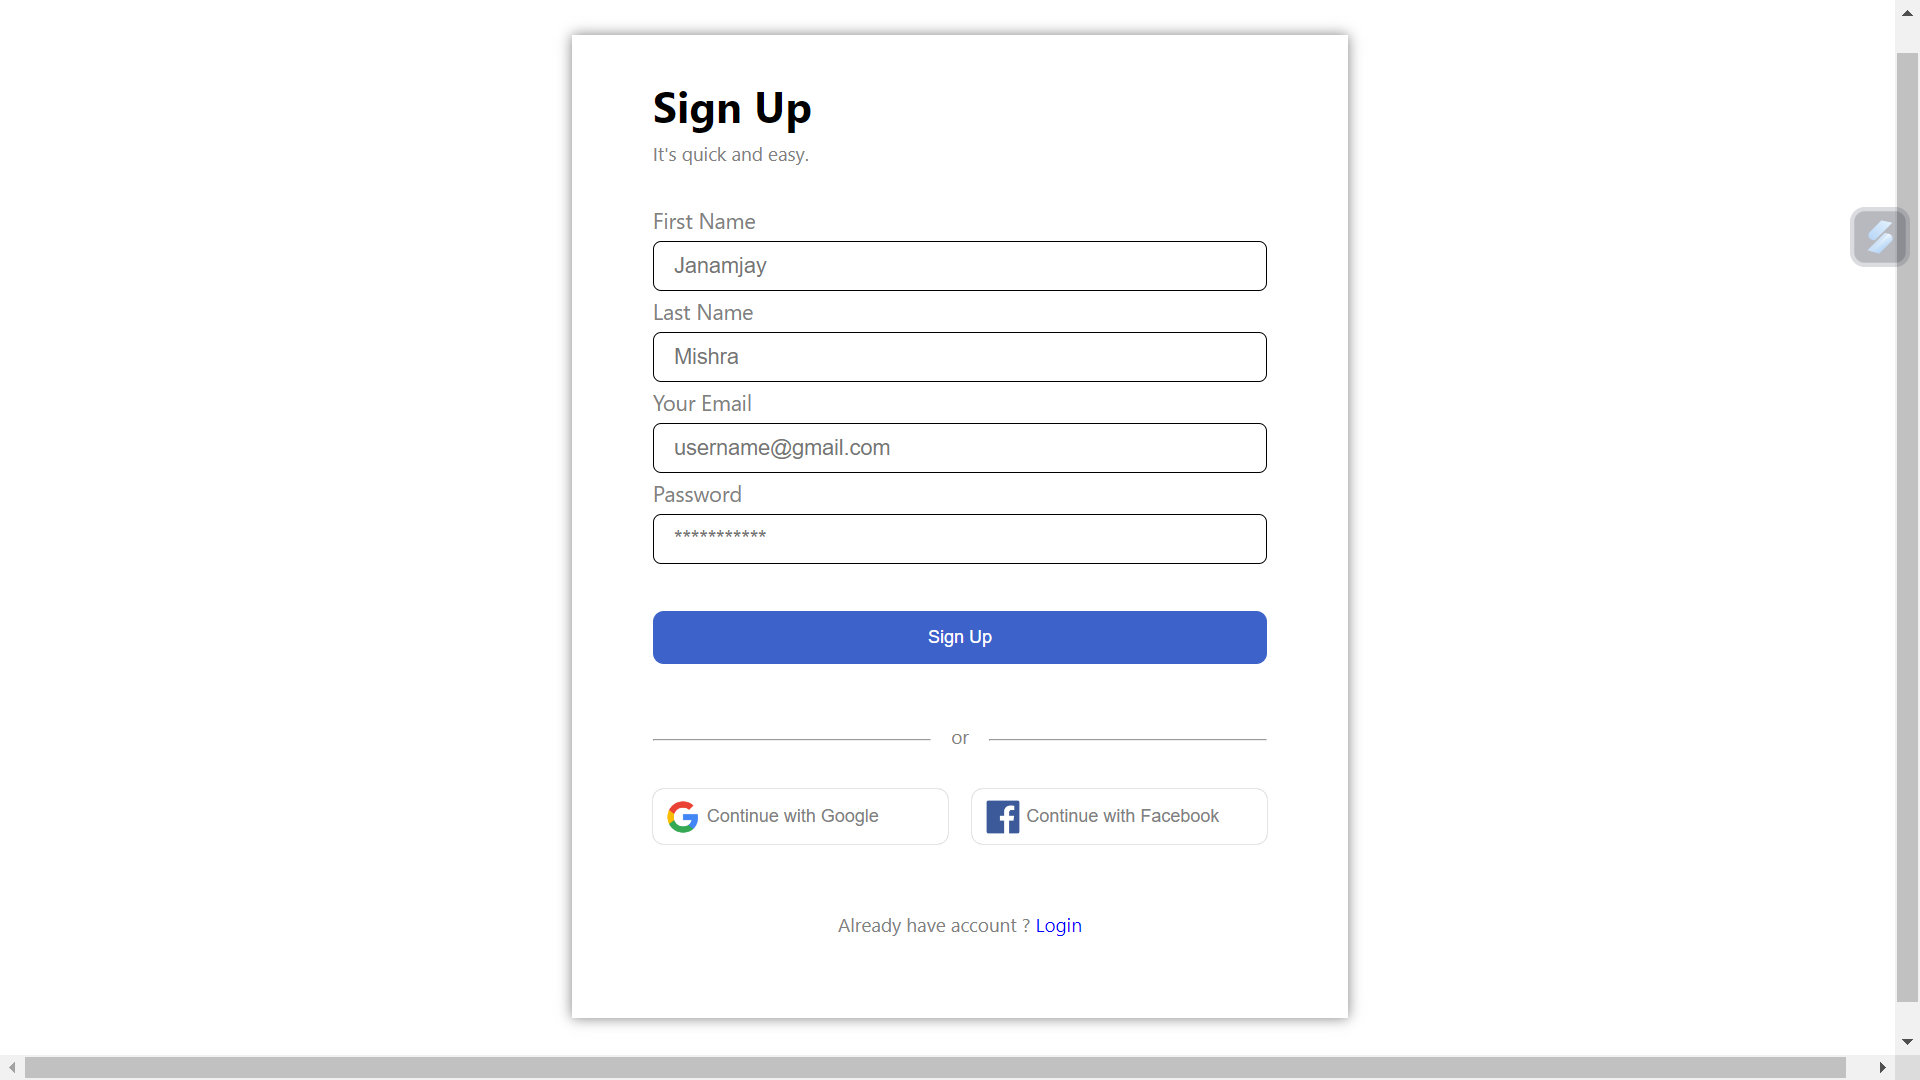 Sign Up
It's quick and easy.
First Name
Janamjay
Last Name
Mishra
Your Email
username@gmail.com
Password
***********
Sign Up
or
Continue with Google
Continue with Facebook
Already have account ? Login